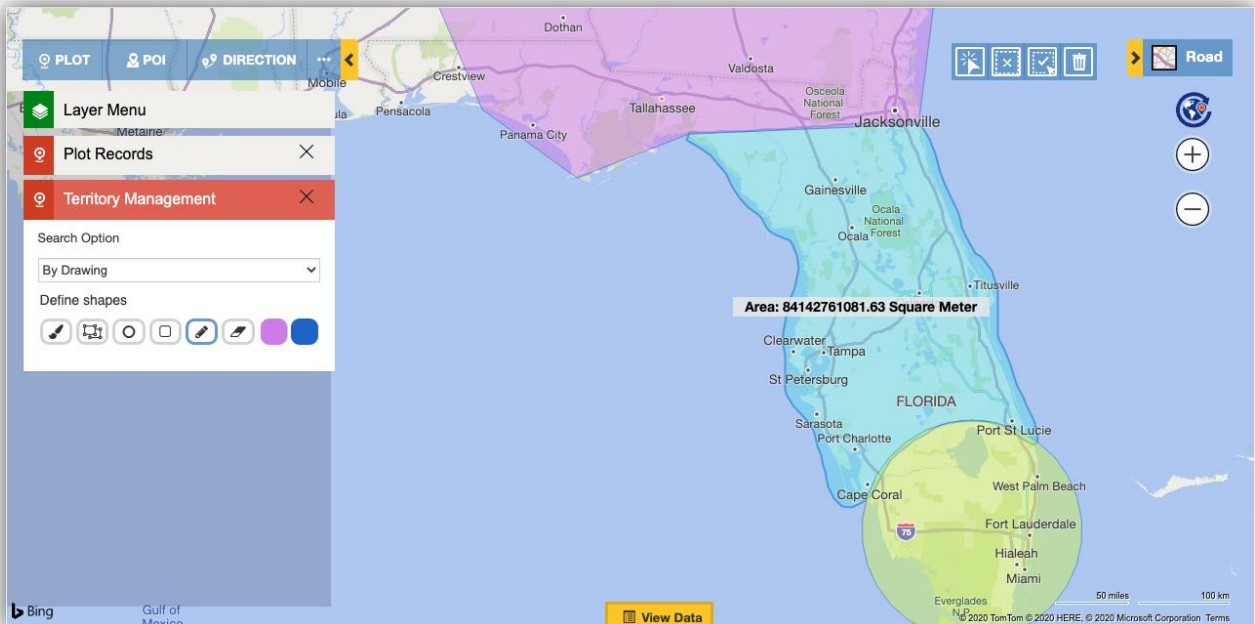 PLOT
POI
DIRECTION
Layer Menu
Plot Records
Territory Management
Search Option
By Drawing
Define shapes
Dothan
Mobile
Crestview
Pensacola
Panama City
Metairie
Tallahassee
Valdosta
Osceola
National
Forest
Jacksonville
Gainesville
Ocala
National
Forest
Ocala
Titusville
Area: 84142761081.63 Square Meter
Clearwater
Tampa
St Petersburg
FLORIDA
Sarasota
Port Charlotte
Port St Lucie
Cape Coral
West Palm Beach
75
Fort Lauderdale
Hialeah
Miami
Everglades
N.P.
Road
50 miles
100 km
Bing
Gulf of
Mexico
View Data
© 2020 TomTom © 2020 HERE, © 2020 Microsoft Corporation Terms